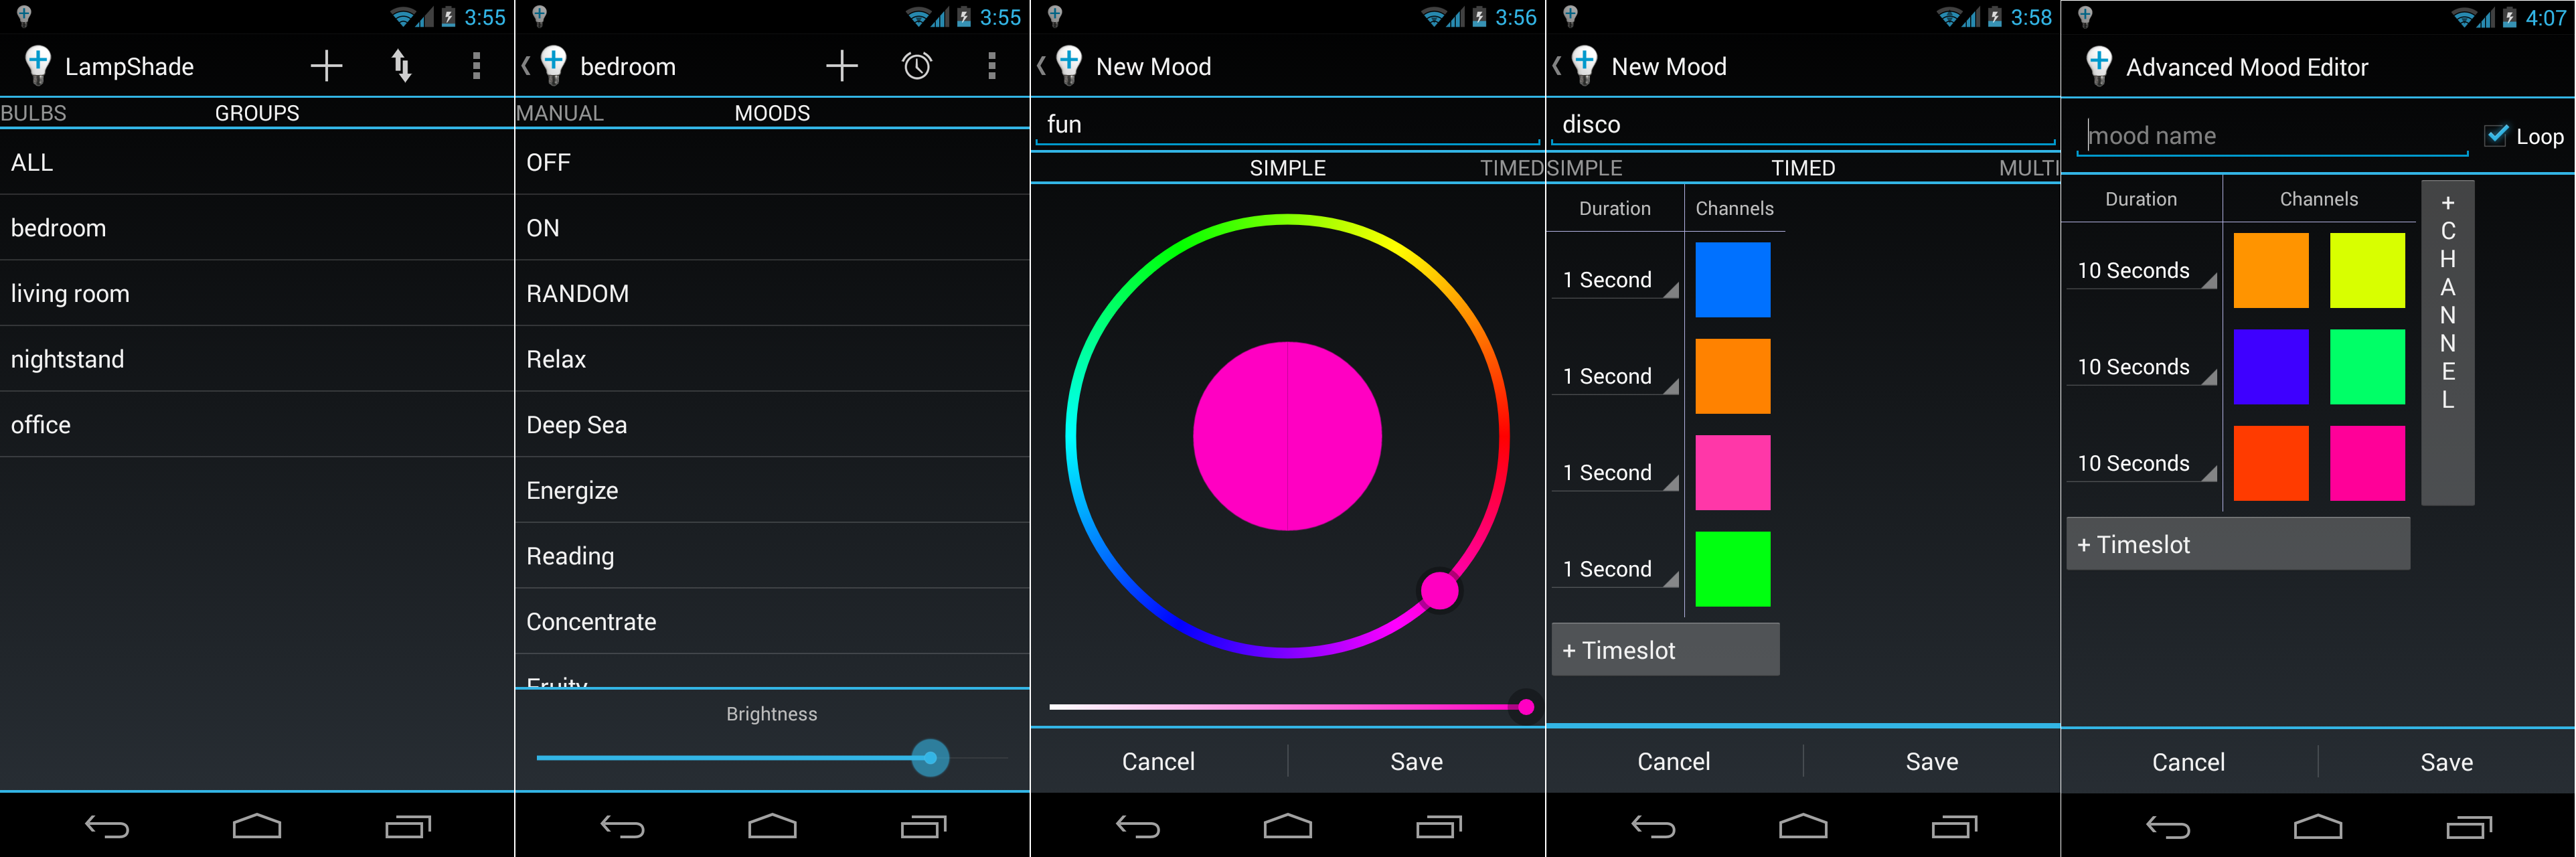 3:55
LampShade
BULBS GROUPS
ALL
bedroom
living room
nightstand
office
3:55
bedroom
MANUAL MOODS
OFF
ON
RANDOM
Relax
Deep Sea
Energize
Reading
Concentrate
Fruity
Brightness
3:56
New Mood
fun
SIMPLE TIMED
Cancel Save
3:58
New Mood
disco
SIMPLE TIMED MULTI
Duration Channels
1 Second
1 Second
1 Second
1 Second
+ Timeslot
Cancel Save
4:07
Advanced Mood Editor
mood name Loop
Duration Channels
10 Seconds
10 Seconds
10 Seconds
+ CHANNEL
+ Timeslot
Cancel Save